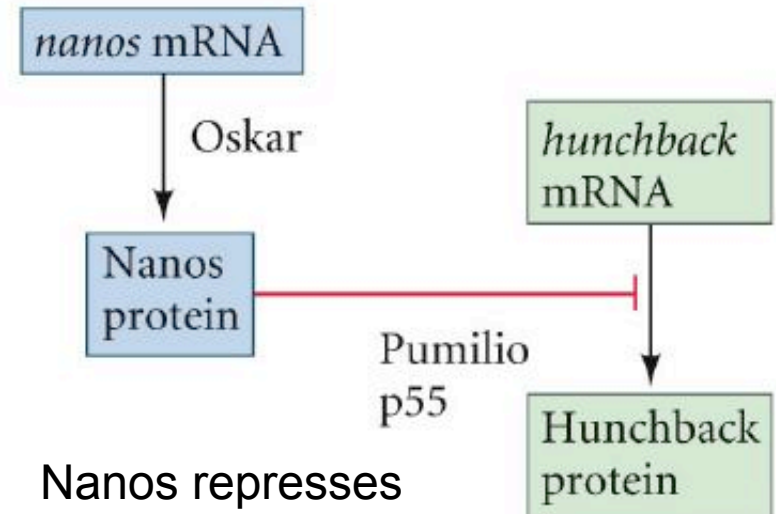 nanos mRNA
Oskar
hunchback
mRNA
Nanos
protein
Pumilio
p55
Hunchback
protein
Nanos represses